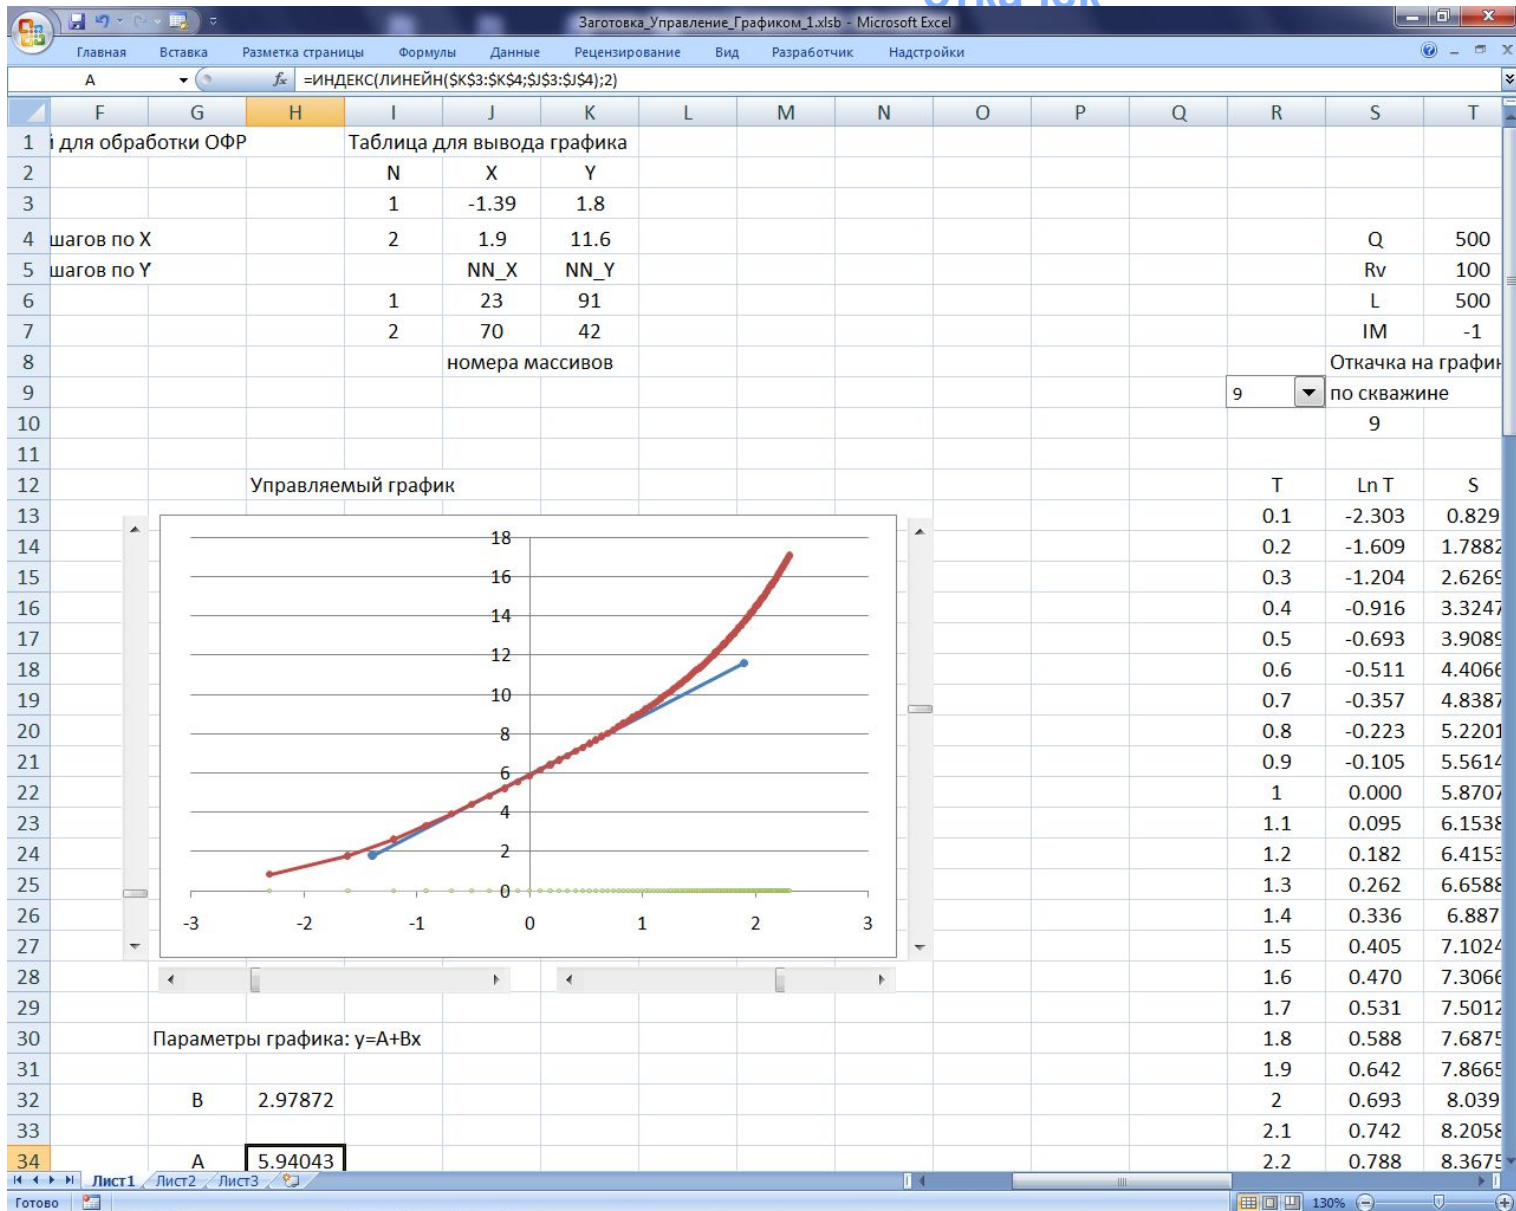 откачок
Заготовка_Управление_Графиком_1.xlsb - Microsoft Excel
Главная Вставка Разметка страницы Формулы Данные Рецензирование Вид Разработчик Надстройки
A fx =ИНДЕКС(ЛИНЕЙН($K$3:$K$4;$J$3:$J$4);2)
F G H I J K L M N O P Q R S T
1 й для обработки ОФР Таблица для вывода графика
2 N X Y
3 1 -1.39 1.8
4 шагов по X 2 1.9 11.6 Q 500
5 шагов по Y NN_X NN_Y Rv 100
6 1 23 91 L 500
7 2 70 42 IM -1
8 номера массивов Откачка на график
9 9 по скважине
10 9
11
12 Управляемый график T Ln T S
13 0.1 -2.303 0.829
14 0.2 -1.609 1.7882
15 0.3 -1.204 2.6269
16 0.4 -0.916 3.3247
17 0.5 -0.693 3.9089
18 0.6 -0.511 4.4066
19 0.7 -0.357 4.8387
20 0.8 -0.223 5.2201
21 0.9 -0.105 5.5614
22 1 0.000 5.8707
23 1.1 0.095 6.1538
24 1.2 0.182 6.4153
25 1.3 0.262 6.6588
26 1.4 0.336 6.887
27 1.5 0.405 7.1024
28 1.6 0.470 7.3066
29 1.7 0.531 7.5012
30 Параметры графика: y=A+Bx 1.8 0.588 7.6875
31 1.9 0.642 7.8665
32 B 2.97872 2 0.693 8.039
33 2.1 0.742 8.2058
34 A 5.94043 2.2 0.788 8.3675
18
16
14
12
10
8
6
4
2
0
-3 -2 -1 0 1 2 3
Лист1 Лист2 Лист3
Готово 130%